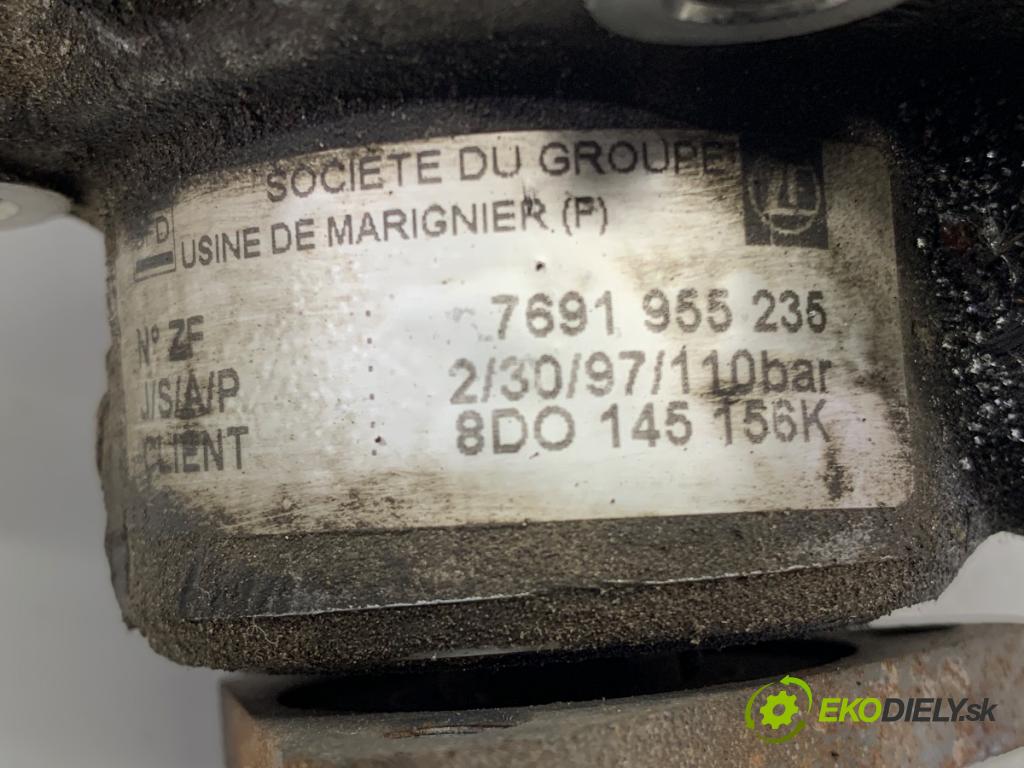 SOCIETE DU GROUPE
USINE DE MARIGNIER (F)
ZF
N° ZF : 7691 955 235
J/S/A/P : 2/30/97/110bar
CLIENT : 8DO 145 156K
EKODIELY.sk